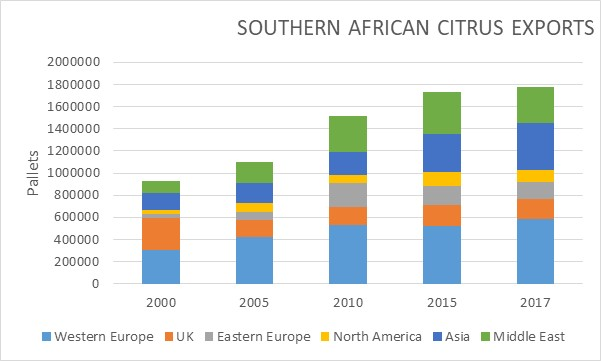 SOUTHERN AFRICAN CITRUS EXPORTS
2000000
1800000
1600000
1400000
1200000
1000000
800000
600000
400000
200000
0
Pallets
2000 2005 2010 2015 2017
Western Europe UK Eastern Europe North America Asia Middle East